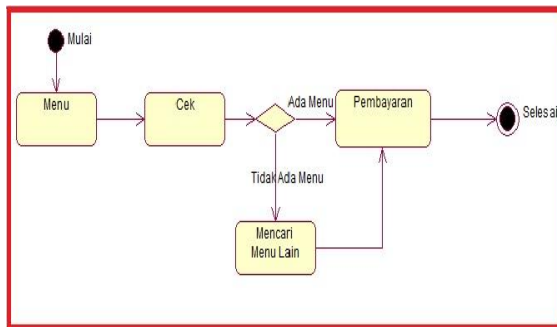 Mulai
Menu
Cek
Ada Menu
Pembayaran
Selesai
Tidak Ada Menu
Mencari
Menu Lain